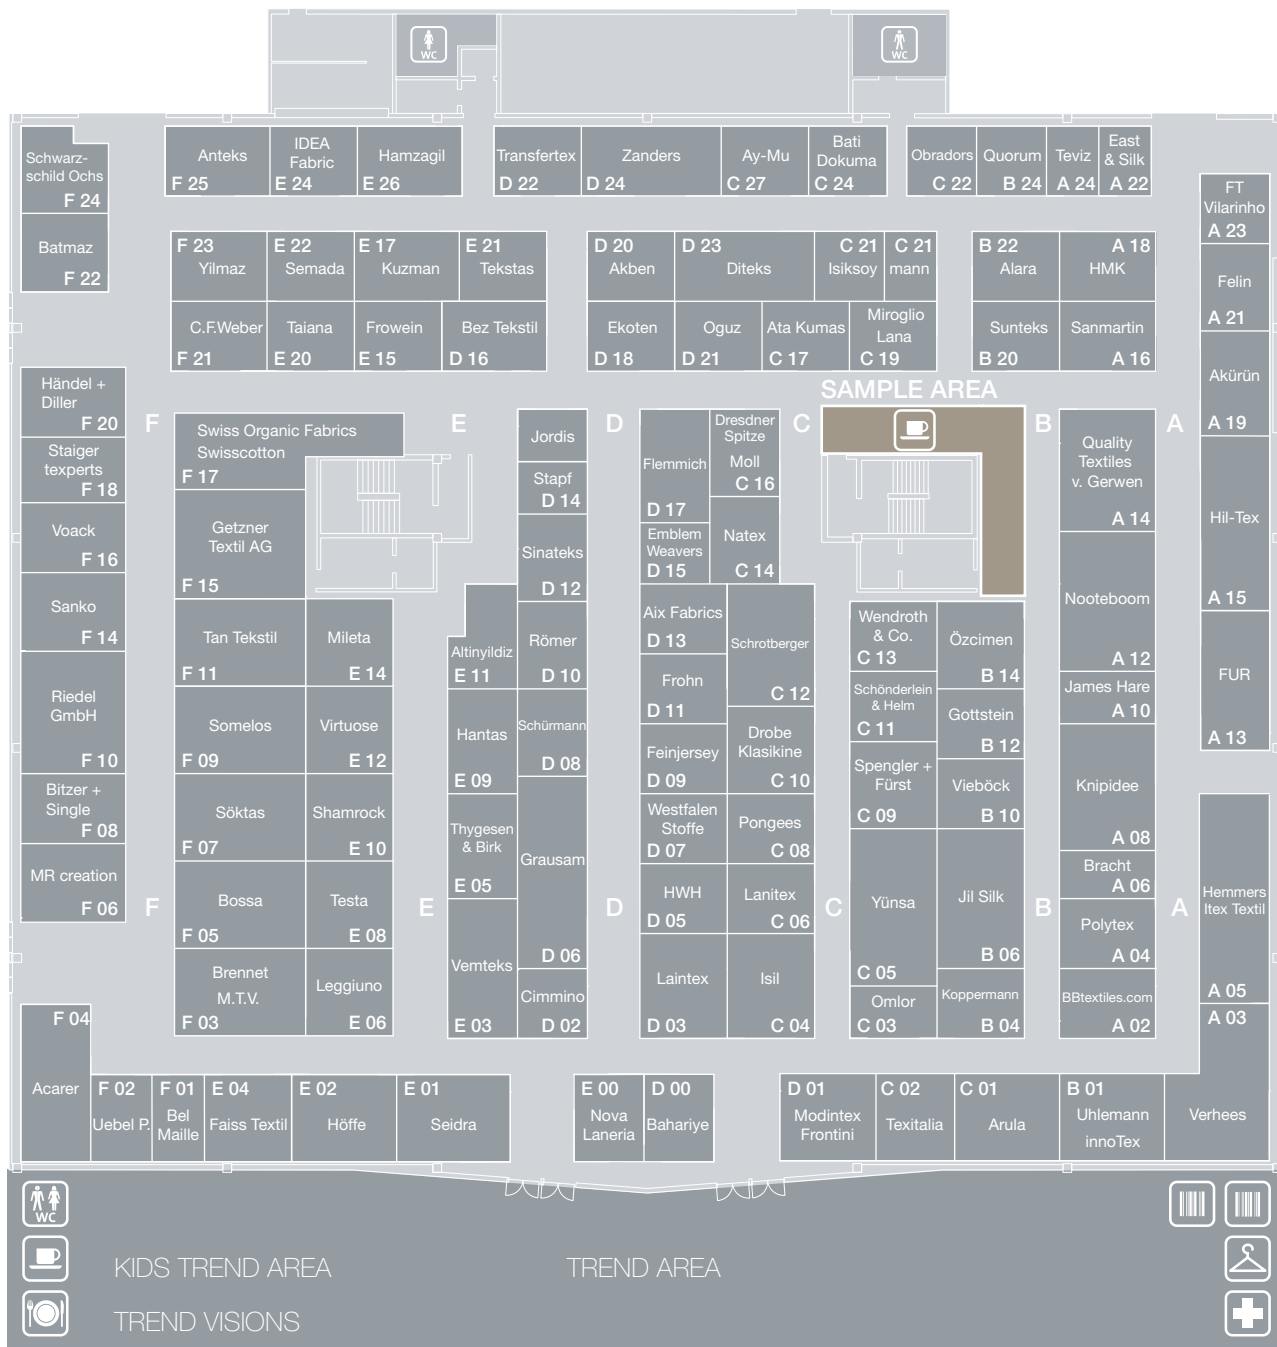 WC
WC
Schwarz-
schild Ochs
F 24
Anteks
F 25
IDEA
Fabric
E 24
Hamzagil
E 26
Transfertex
D 22
Zanders
D 24
Ay-Mu
C 27
Bati
Dokuma
C 24
Obradors
C 22
Quorum
B 24
Teviz
A 24
East
& Silk
A 22
FT
Vilarinho
A 23
Batmaz
F 22
F 23
Yilmaz
E 22
Semada
E 17
Kuzman
E 21
Tekstas
D 20
Akben
D 23
Diteks
C 21
Isiksoy
C 21
mann
B 22
Alara
A 18
HMK
Felin
A 21
C.F.Weber
F 21
Taiana
E 20
Frowein
E 15
Bez Tekstil
D 16
Ekoten
D 18
Oguz
D 21
Ata Kumas
C 17
Miroglio
Lana
C 19
Sunteks
B 20
Sanmartin
A 16
Akürün
A 19
SAMPLE AREA
Händel +
Diller
F 20
F
E
D
C
B
A
Swiss Organic Fabrics
Swisscotton
F 17
Jordis
Stapf
D 14
Flemmich
D 17
Dresdner
Spitze
Moll
C 16
Quality
Textiles
v. Gerwen
A 14
Staiger
texperts
F 18
Voack
F 16
Getzner
Textil AG
F 15
Sinateks
D 12
Emblem
Weavers
D 15
Natex
C 14
Hil-Tex
A 15
Sanko
F 14
Nooteboom
A 12
Tan Tekstil
F 11
Mileta
E 14
Altinyildiz
E 11
Römer
D 10
Aix Fabrics
D 13
Schrotberger
C 12
Wendroth
& Co.
C 13
Özcimen
B 14
Riedel
GmbH
F 10
Frohn
D 11
Schönderlein
& Helm
C 11
Gottstein
B 12
James Hare
A 10
FUR
A 13
Somelos
F 09
Virtuose
E 12
Hantas
E 09
Schürmann
D 08
Feinjersey
D 09
Drobe
Klasikine
C 10
Spengler +
Fürst
C 09
Vieböck
B 10
Knipidee
A 08
Bitzer +
Single
F 08
Söktas
F 07
Shamrock
E 10
Thygesen
& Birk
E 05
Grausam
D 06
Westfalen
Stoffe
D 07
Pongees
C 08
MR creation
F 06
F
Bossa
F 05
Testa
E 08
E
D
HWH
D 05
Lanitex
C 06
C
Yünsa
C 05
Jil Silk
B 06
B
Bracht
A 06
Polytex
A 04
A
Hemmers
Itex Textil
A 05
Brennet
M.T.V.
F 03
Leggiuno
E 06
Vemteks
E 03
Cimmino
D 02
Laintex
D 03
Isil
C 04
Omlor
C 03
Koppermann
B 04
BBtextiles.com
A 02
F 04
Acarer
F 02
Uebel P.
F 01
Bel
Maille
E 04
Faiss Textil
E 02
Höffe
E 01
Seidra
E 00
Nova
Laneria
D 00
Bahariye
D 01
Modintex
Frontini
C 02
Texitalia
C 01
Arula
B 01
Uhlemann
innoTex
A 03
Verhees
WC
KIDS TREND AREA
TREND AREA
TREND VISIONS